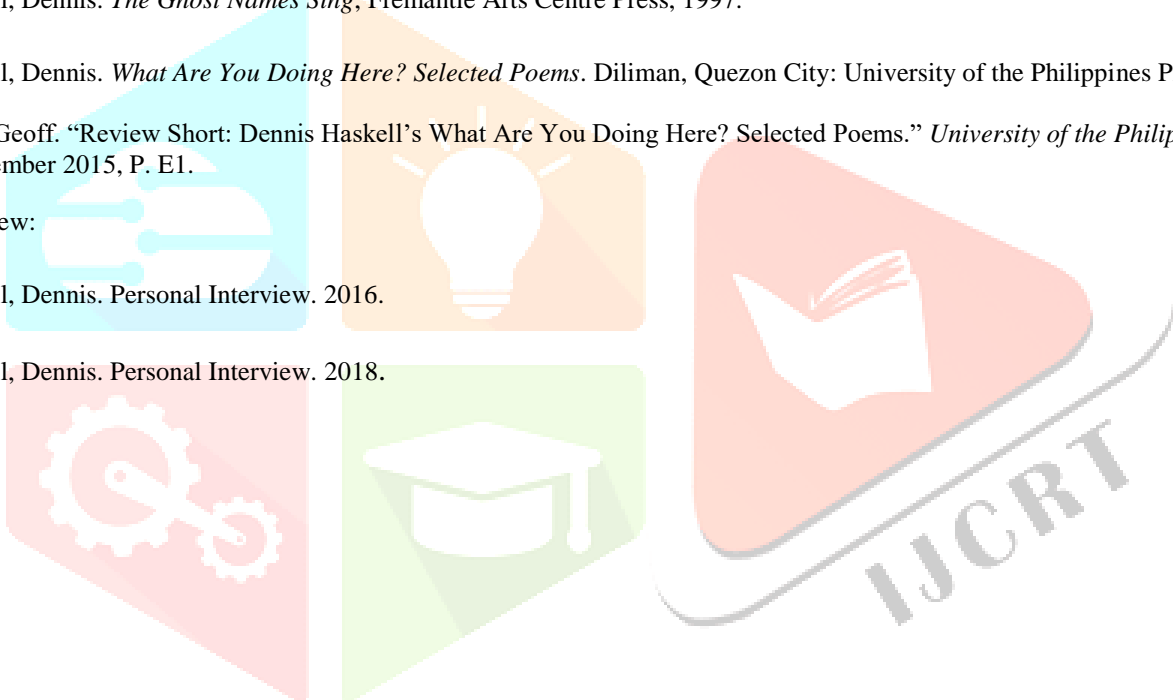 l, Dennis. The Ghost Names Sing, Fremantle Arts Centre Press, 1997.
l, Dennis. What Are You Doing Here? Selected Poems. Diliman, Quezon City: University of the Philippines P
Geoff. “Review Short: Dennis Haskell’s What Are You Doing Here? Selected Poems.” University of the Philip
ember 2015, P. E1.
ew:
l, Dennis. Personal Interview. 2016.
l, Dennis. Personal Interview. 2018.
IJCRT